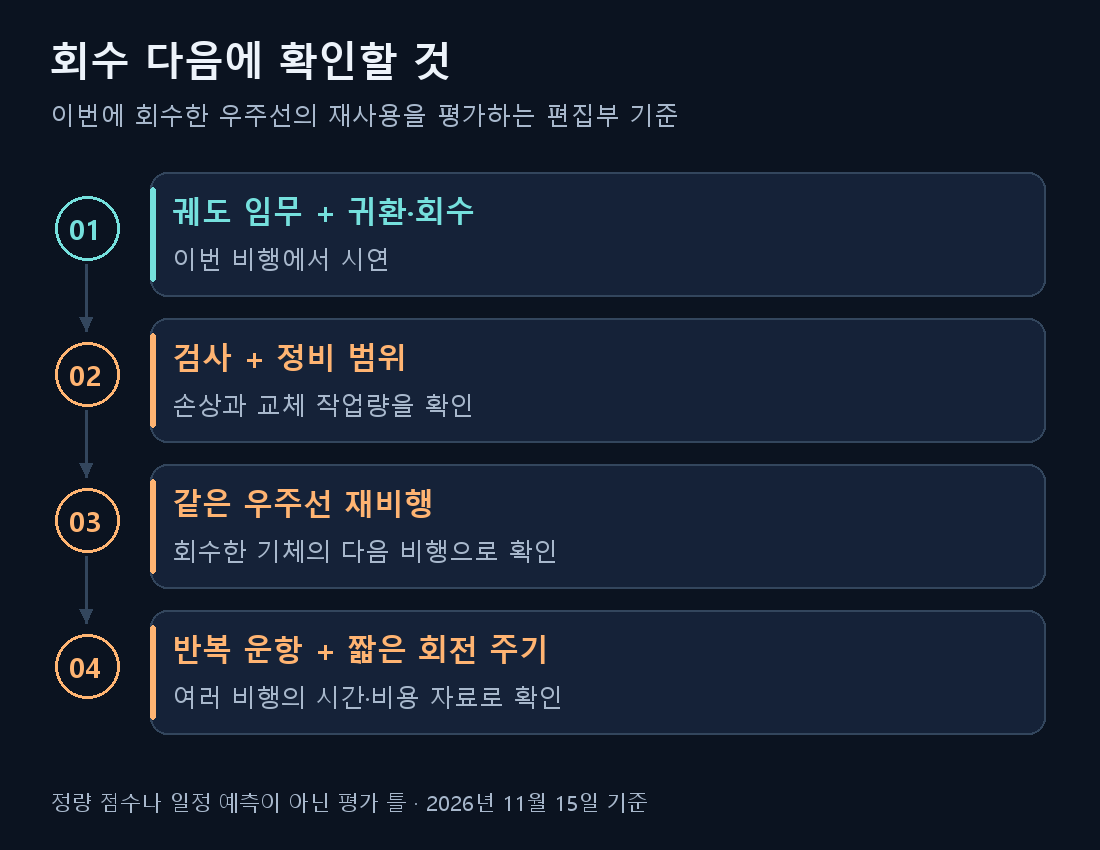 회수 다음에 확인할 것
이번에 회수한 우주선의 재사용을 평가하는 편집부 기준
01
궤도 임무 + 귀환·회수
이번 비행에서 시연
02
검사 + 정비 범위
손상과 교체 작업량을 확인
03
같은 우주선 재비행
회수한 기체의 다음 비행으로 확인
04
반복 운항 + 짧은 회전 주기
여러 비행의 시간·비용 자료로 확인
정량 점수나 일정 예측이 아닌 평가 틀 · 2026년 11월 15일 기준